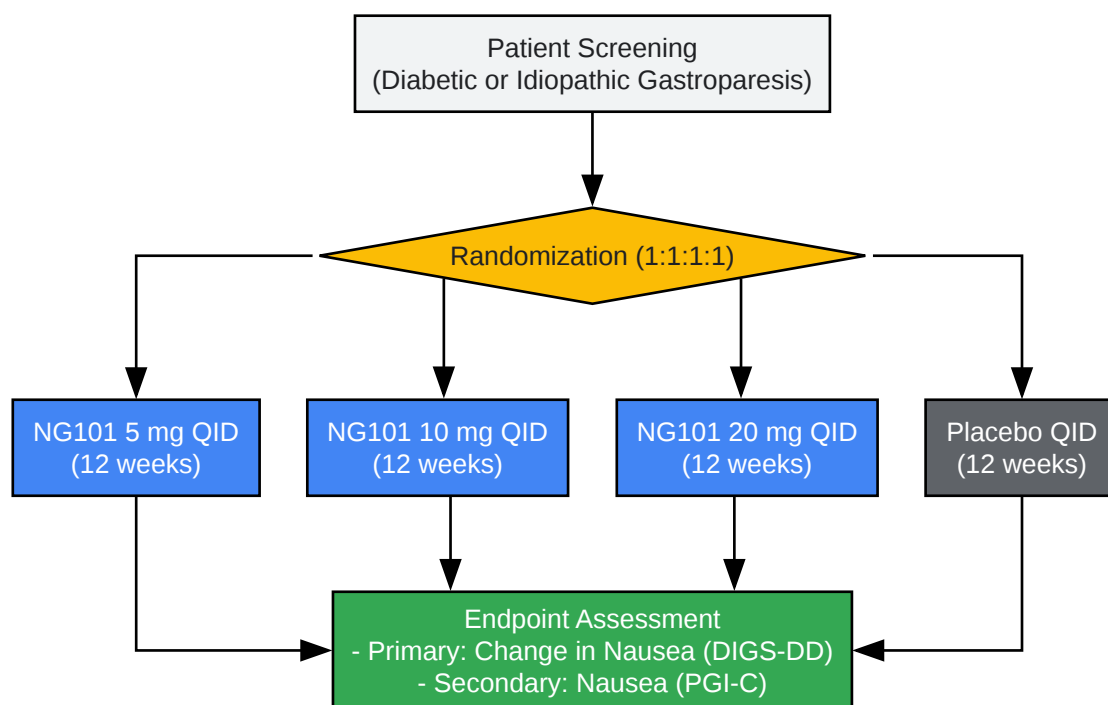 Patient Screening
(Diabetic or Idiopathic Gastroparesis)
Randomization (1:1:1:1)
NG101 5 mg QID
(12 weeks)
NG101 10 mg QID
(12 weeks)
NG101 20 mg QID
(12 weeks)
Placebo QID
(12 weeks)
Endpoint Assessment
- Primary: Change in Nausea (DIGS-DD)
- Secondary: Nausea (PGI-C)